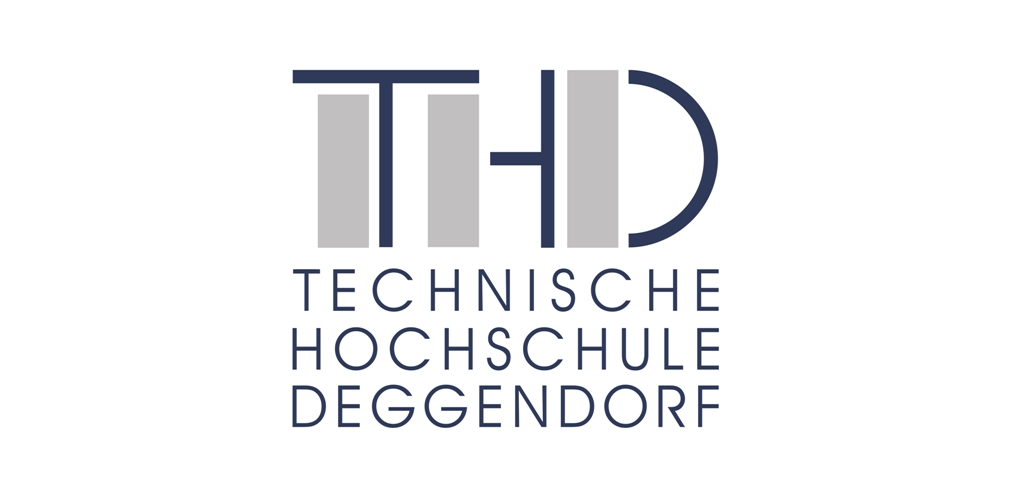 THD
TECHNISCHE
HOCHSCHULE
DEGGENDORF